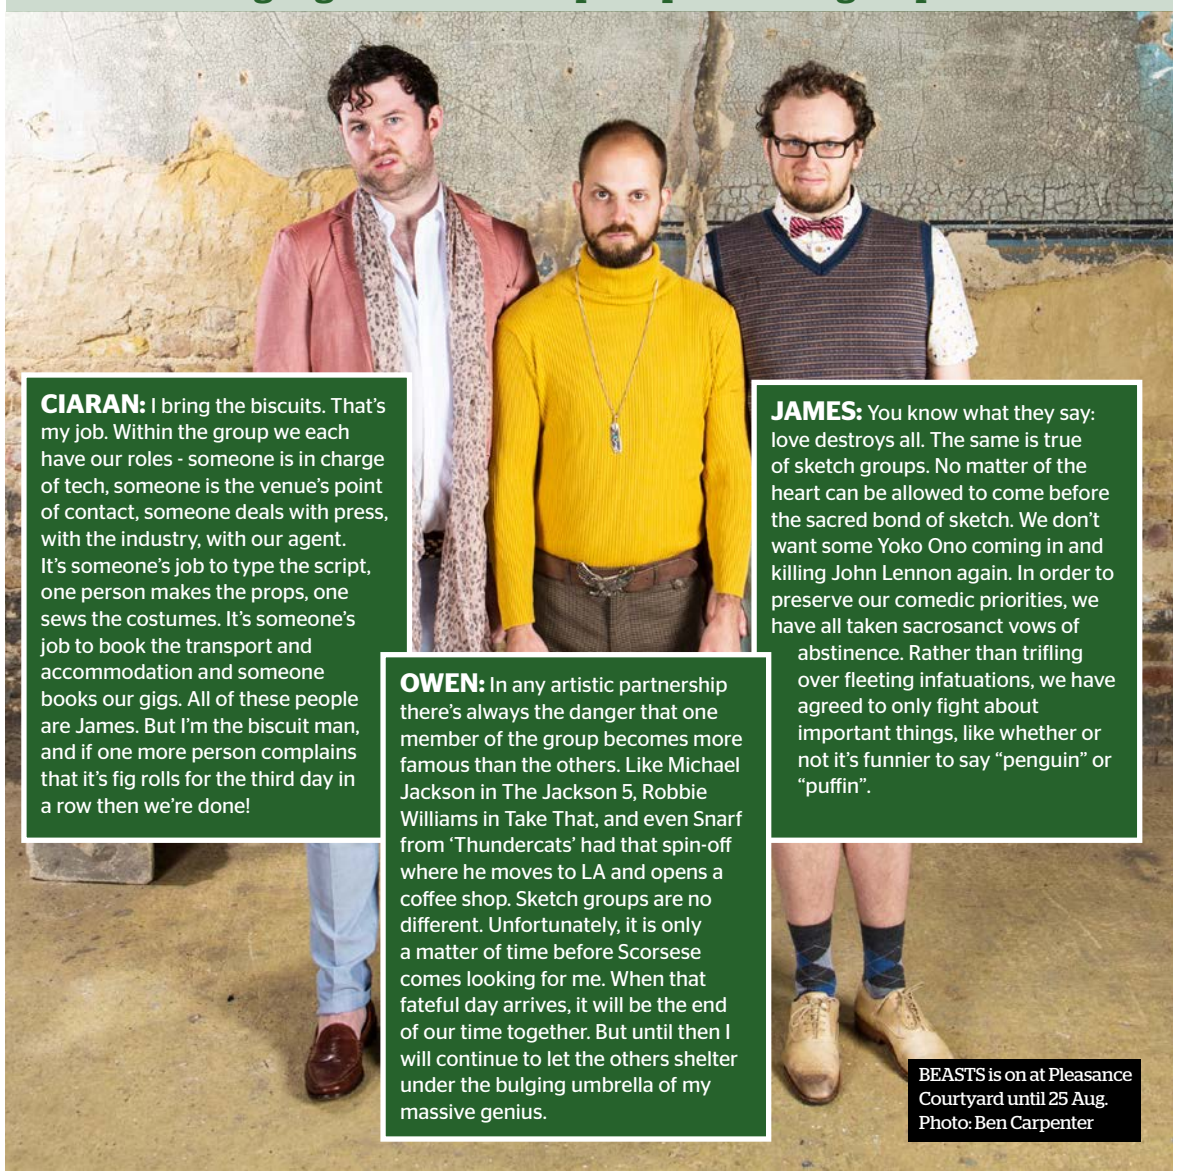 CIARAN: I bring the biscuits. That's
my job. Within the group we each
have our roles - someone is in charge
of tech, someone is the venue's point
of contact, someone deals with press,
with the industry, with our agent.
It's someone's job to type the script,
one person makes the props, one
sews the costumes. It's someone's
job to book the transport and
accommodation and someone
books our gigs. All of these people
are James. But I'm the biscuit man,
and if one more person complains
that it's fig rolls for the third day in
a row then we're done!
OWEN: In any artistic partnership
there's always the danger that one
member of the group becomes more
famous than the others. Like Michael
Jackson in The Jackson 5, Robbie
Williams in Take That, and even Snarf
from ‘Thundercats’ had that spin-off
where he moves to LA and opens a
coffee shop. Sketch groups are no
different. Unfortunately, it is only
a matter of time before Scorsese
comes looking for me. When that
fateful day arrives, it will be the end
of our time together. But until then I
will continue to let the others shelter
under the bulging umbrella of my
massive genius.
JAMES: You know what they say:
love destroys all. The same is true
of sketch groups. No matter of the
heart can be allowed to come before
the sacred bond of sketch. We don't
want some Yoko Ono coming in and
killing John Lennon again. In order to
preserve our comedic priorities, we
have all taken sacrosanct vows of
abstinence. Rather than trifling
over fleeting infatuations, we have
agreed to only fight about
important things, like whether or
not it's funnier to say “penguin” or
“puffin”.
BEASTS is on at Pleasance
Courtyard until 25 Aug.
Photo: Ben Carpenter